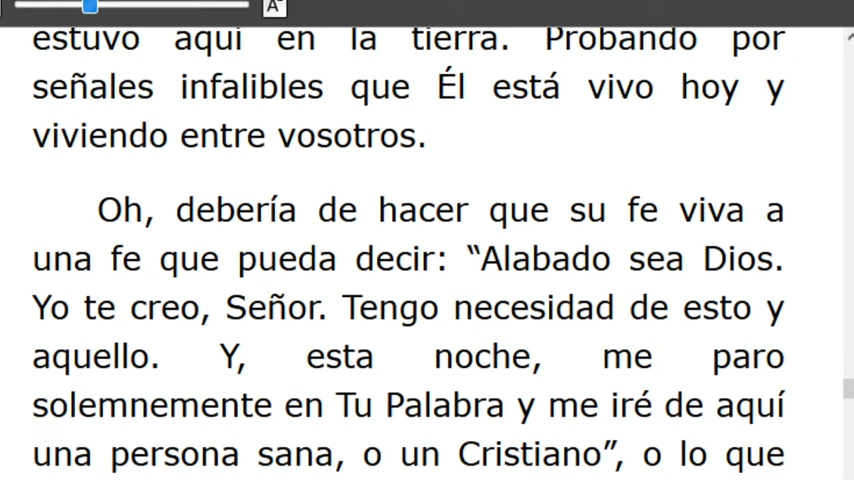 A
estuvo aquí en la tierra. Probando por
señales infalibles que Él está vivo hoy y
viviendo entre vosotros.
Oh, debería de hacer que su fe viva a
una fe que pueda decir: “Alabado sea Dios.
Yo te creo, Señor. Tengo necesidad de esto y
aquello. Y, esta noche, me paro
solemnemente en Tu Palabra y me iré de aquí
una persona sana, o un Cristiano”, o lo que